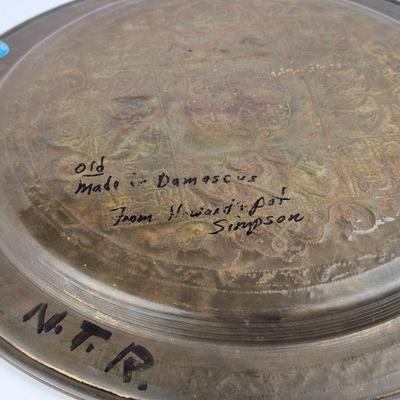 Old
Made in Damascus
From Howard & Pat
Simpson
N.T.R.